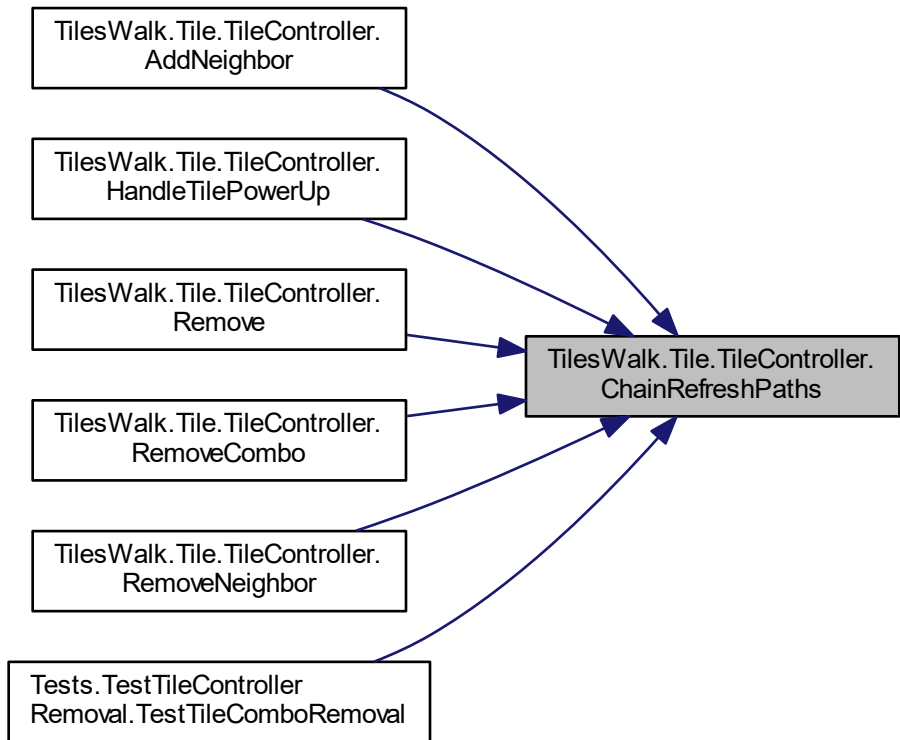 TilesWalk.Tile.TileController.
AddNeighbor
TilesWalk.Tile.TileController.
HandleTilePowerUp
TilesWalk.Tile.TileController.
Remove
TilesWalk.Tile.TileController.
ChainRefreshPaths
TilesWalk.Tile.TileController.
RemoveCombo
TilesWalk.Tile.TileController.
RemoveNeighbor
Tests.TestTileController
Removal.TestTileComboRemoval